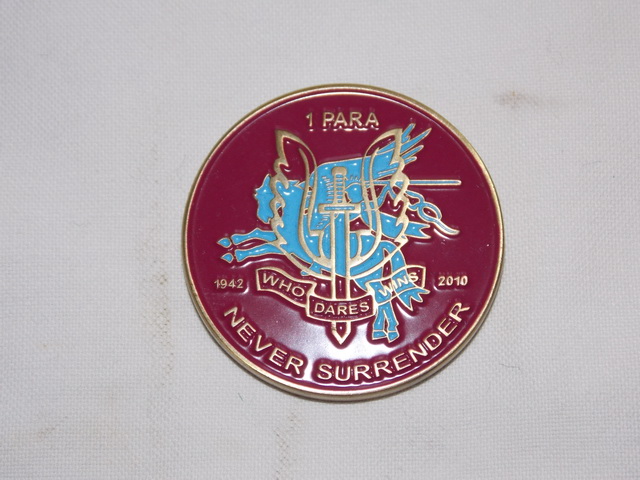 1 PARA
1942
WHO DARES WINS
2010
NEVER SURRENDER